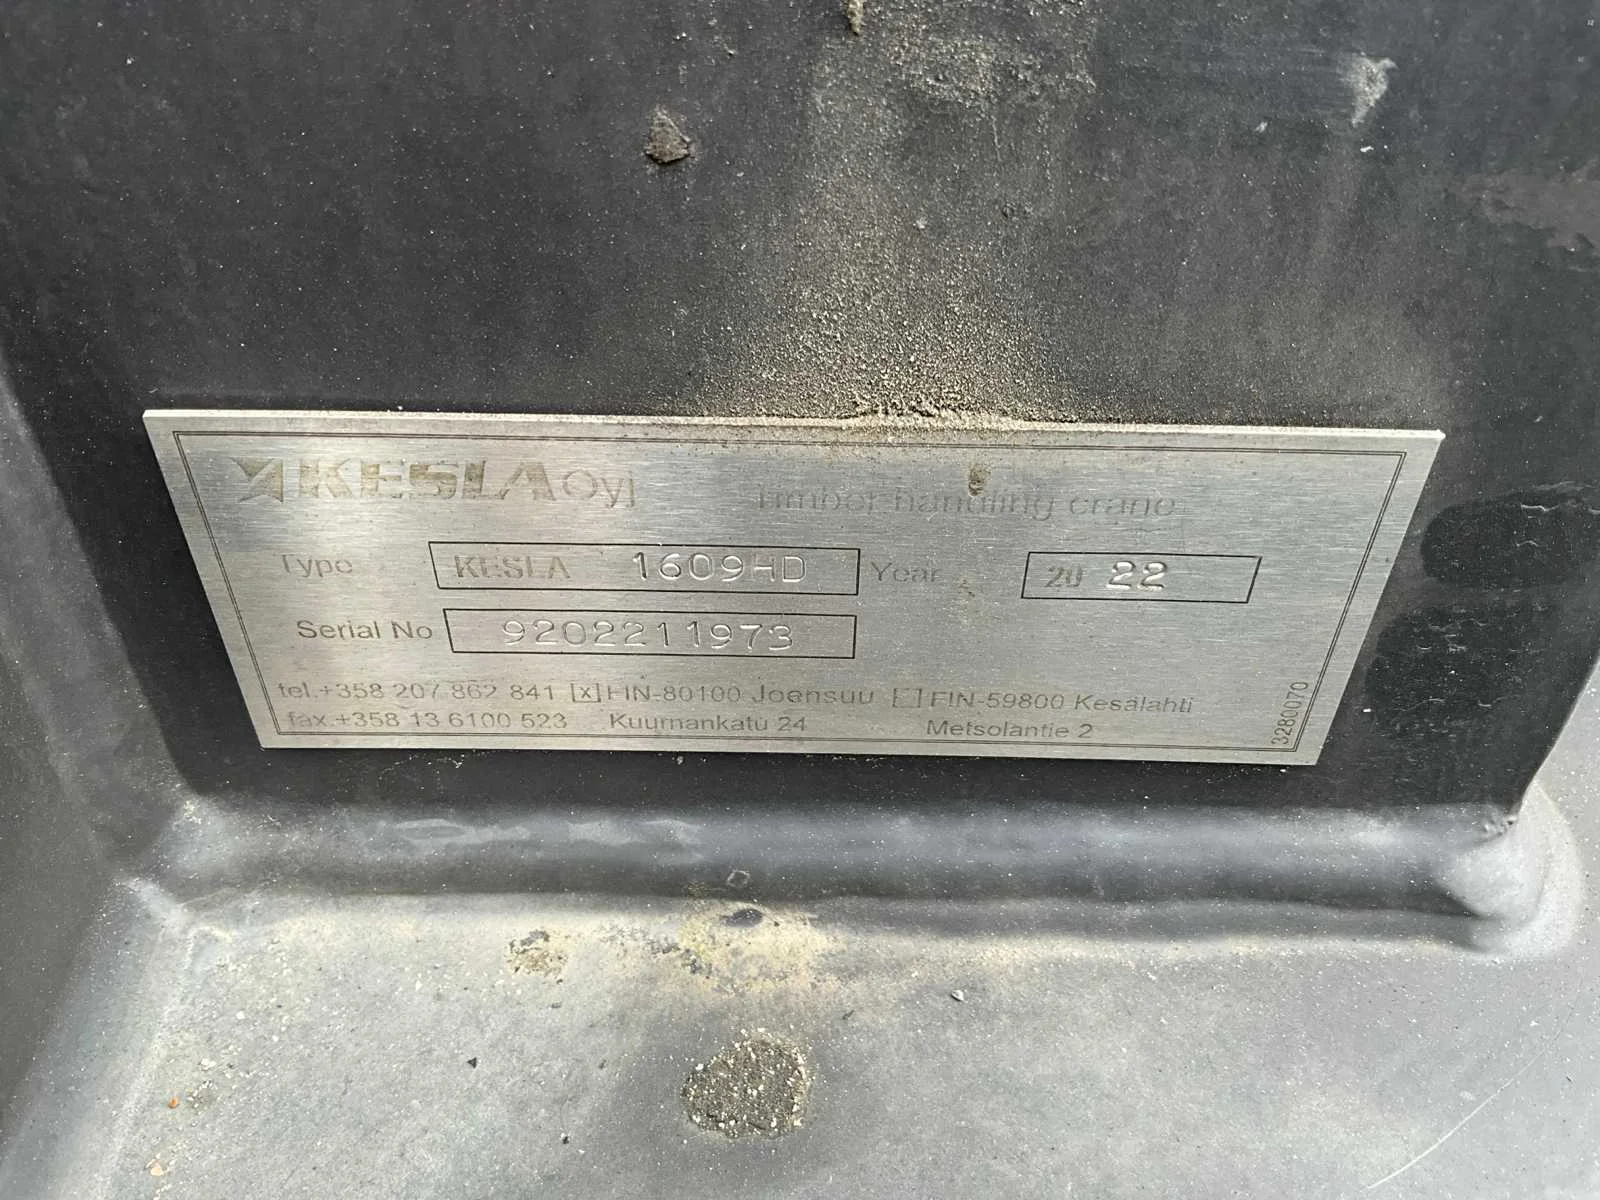 KESLA Oyj Timber handling crane
Type KESLA 1609HD Year 20 22
Serial No 9202211973
tel.+358 207 862 841 [x] FIN-80100 Joensuu [ ] FIN-59800 Kesälahti
fax.+358 13 6100 523 Kuurnankatu 24 Metsolantie 2
3280070